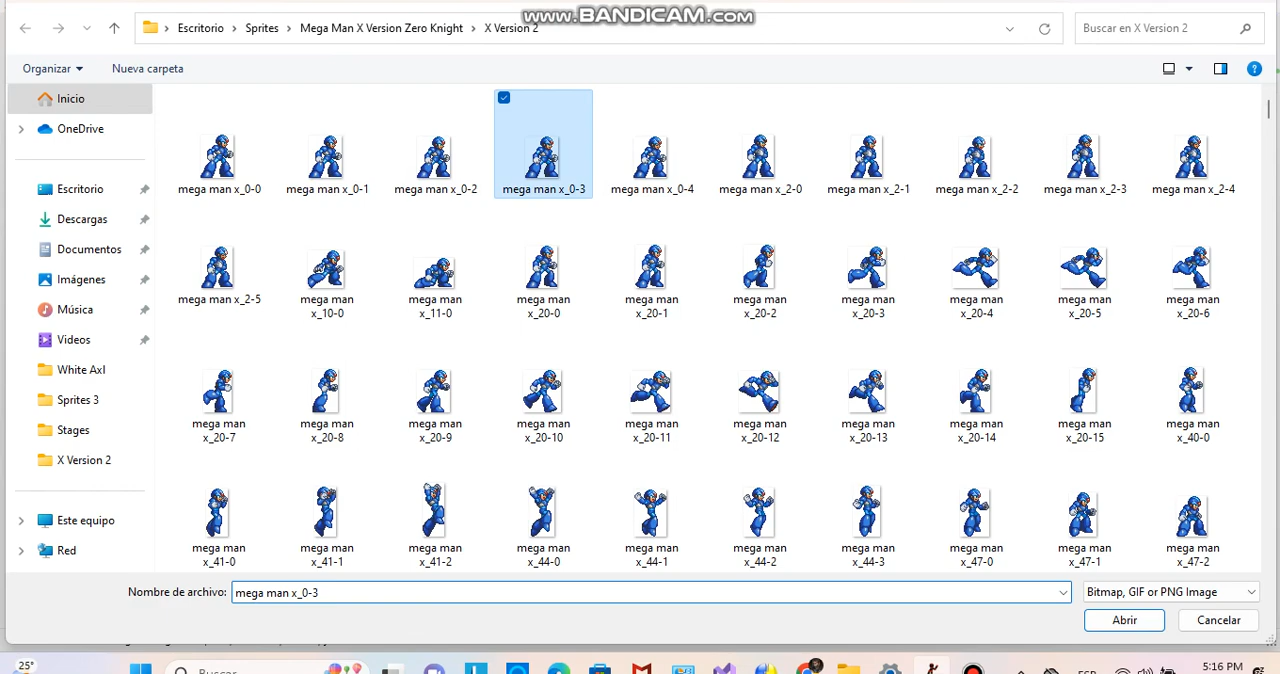 www.BANDICAM.com
Escritorio > Sprites > Mega Man X Version Zero Knight > X Version 2
Buscar en X Version 2
Organizar
Nueva carpeta
Inicio
OneDrive
Escritorio
Descargas
Documentos
Imágenes
Música
Videos
White Axl
Sprites 3
Stages
X Version 2
Este equipo
Red
mega man x_0-0 mega man x_0-1 mega man x_0-2 mega man x_0-3 mega man x_0-4 mega man x_2-0 mega man x_2-1 mega man x_2-2 mega man x_2-3 mega man x_2-4
mega man x_2-5 mega man mega man mega man mega man mega man mega man mega man mega man mega man
x_10-0 x_11-0 x_20-0 x_20-1 x_20-2 x_20-3 x_20-4 x_20-5 x_20-6
mega man mega man mega man mega man mega man mega man mega man mega man mega man mega man
x_20-7 x_20-8 x_20-9 x_20-10 x_20-11 x_20-12 x_20-13 x_20-14 x_20-15 x_40-0
mega man mega man mega man mega man mega man mega man mega man mega man mega man mega man
x_41-0 x_41-1 x_41-2 x_44-0 x_44-1 x_44-2 x_44-3 x_47-0 x_47-1 x_47-2
Nombre de archivo: mega man x_0-3
Bitmap, GIF or PNG Image
Abrir
Cancelar
25°
Buscar
ESP
5:16 PM